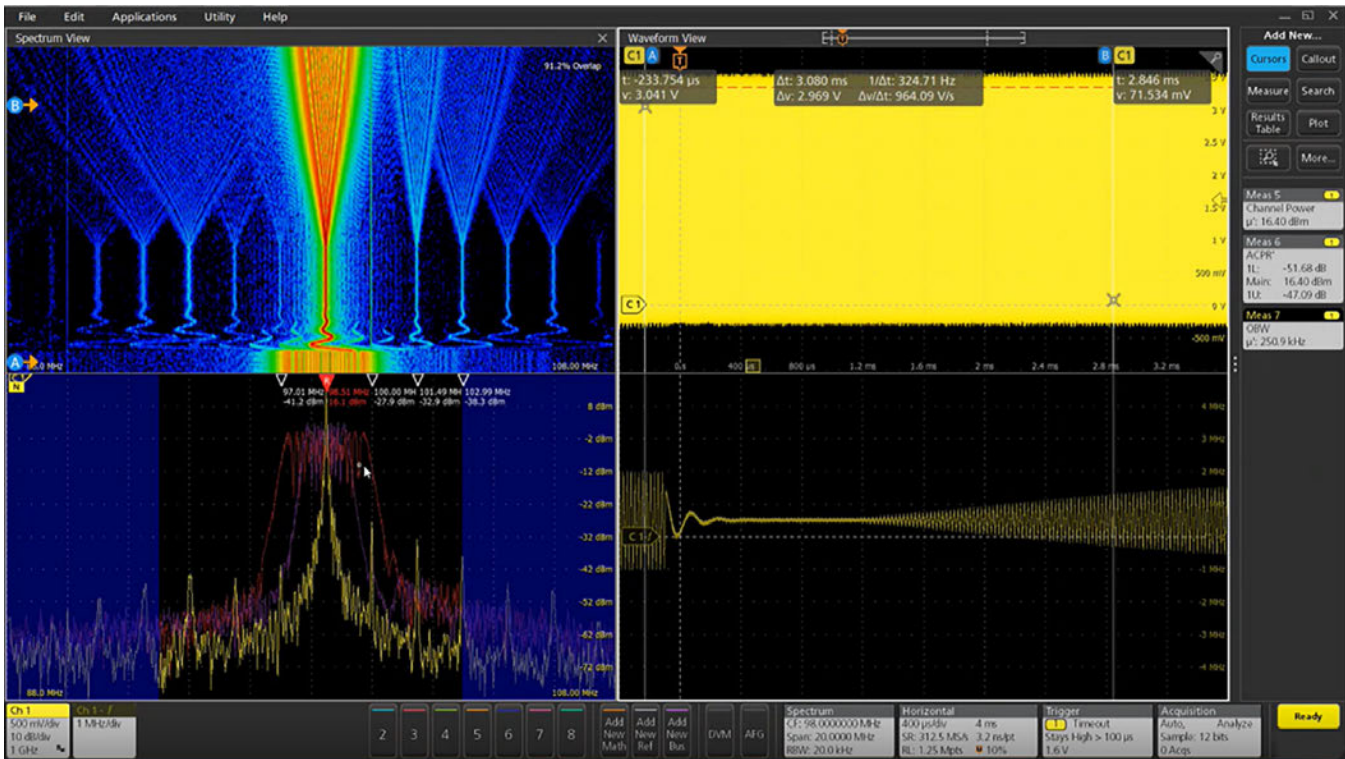 File Edit Applications Utility Help
Spectrum View
91.2% Overlap
B
A
108.00 MHz
97.01 MHz 98.51 MHz 100.00 MH 101.49 MH 102.99 MHz
-41.2 dBm 16.1 dBm -27.9 dBm -32.9 dBm -38.3 dBm
8 dBm
-2 dBm
-12 dBm
-22 dBm
-32 dBm
-42 dBm
-52 dBm
-62 dBm
-72 dBm
88.0 MHz 108.00 MHz
Waveform View
C1 A
T
B C1
t: -233.754 µs
v: 3.041 V
Δt: 3.080 ms 1/Δt: 324.71 Hz
Δv: 2.969 V Δv/Δt: 964.09 V/s
t: 2.846 ms
v: 71.534 mV
3 V
2.5 V
2 V
1.5 V
1 V
500 mV
C 1
0 V
-500 mV
0 s 400 µs 800 µs 1.2 ms 1.6 ms 2 ms 2.4 ms 2.8 ms 3.2 ms
4 MHz
3 MHz
2 MHz
1 MHz
C 1-f
-1 MHz
-2 MHz
-3 MHz
-4 MHz
Add New...
Cursors Callout
Measure Search
Results Table Plot
More...
Meas 5 1
Channel Power
µ': 16.40 dBm
Meas 6 1
ACPR'
1L: -51.68 dB
Main: 16.40 dBm
1U: -47.09 dB
Meas 7 1
OBW
µ': 250.9 kHz
Ch 1
500 mV/div
10 dB/div
1 GHz
Ch 1 - f
1 MHz/div
2 3 4 5 6 7 8
Add New Math
Add New Ref
Add New Bus
DVM AFG
Spectrum
CF: 98.0000000 MHz
Span: 20.0000 MHz
RBW: 20.0 kHz
Horizontal
400 µs/div 4 ms
SR: 312.5 MS/s 3.2 ns/pt
RL: 1.25 Mpts 10%
Trigger
1 Timeout
Stays High > 100 µs
1.6 V
Acquisition
Auto, Analyze
Sample: 12 bits
0 Acqs
Ready